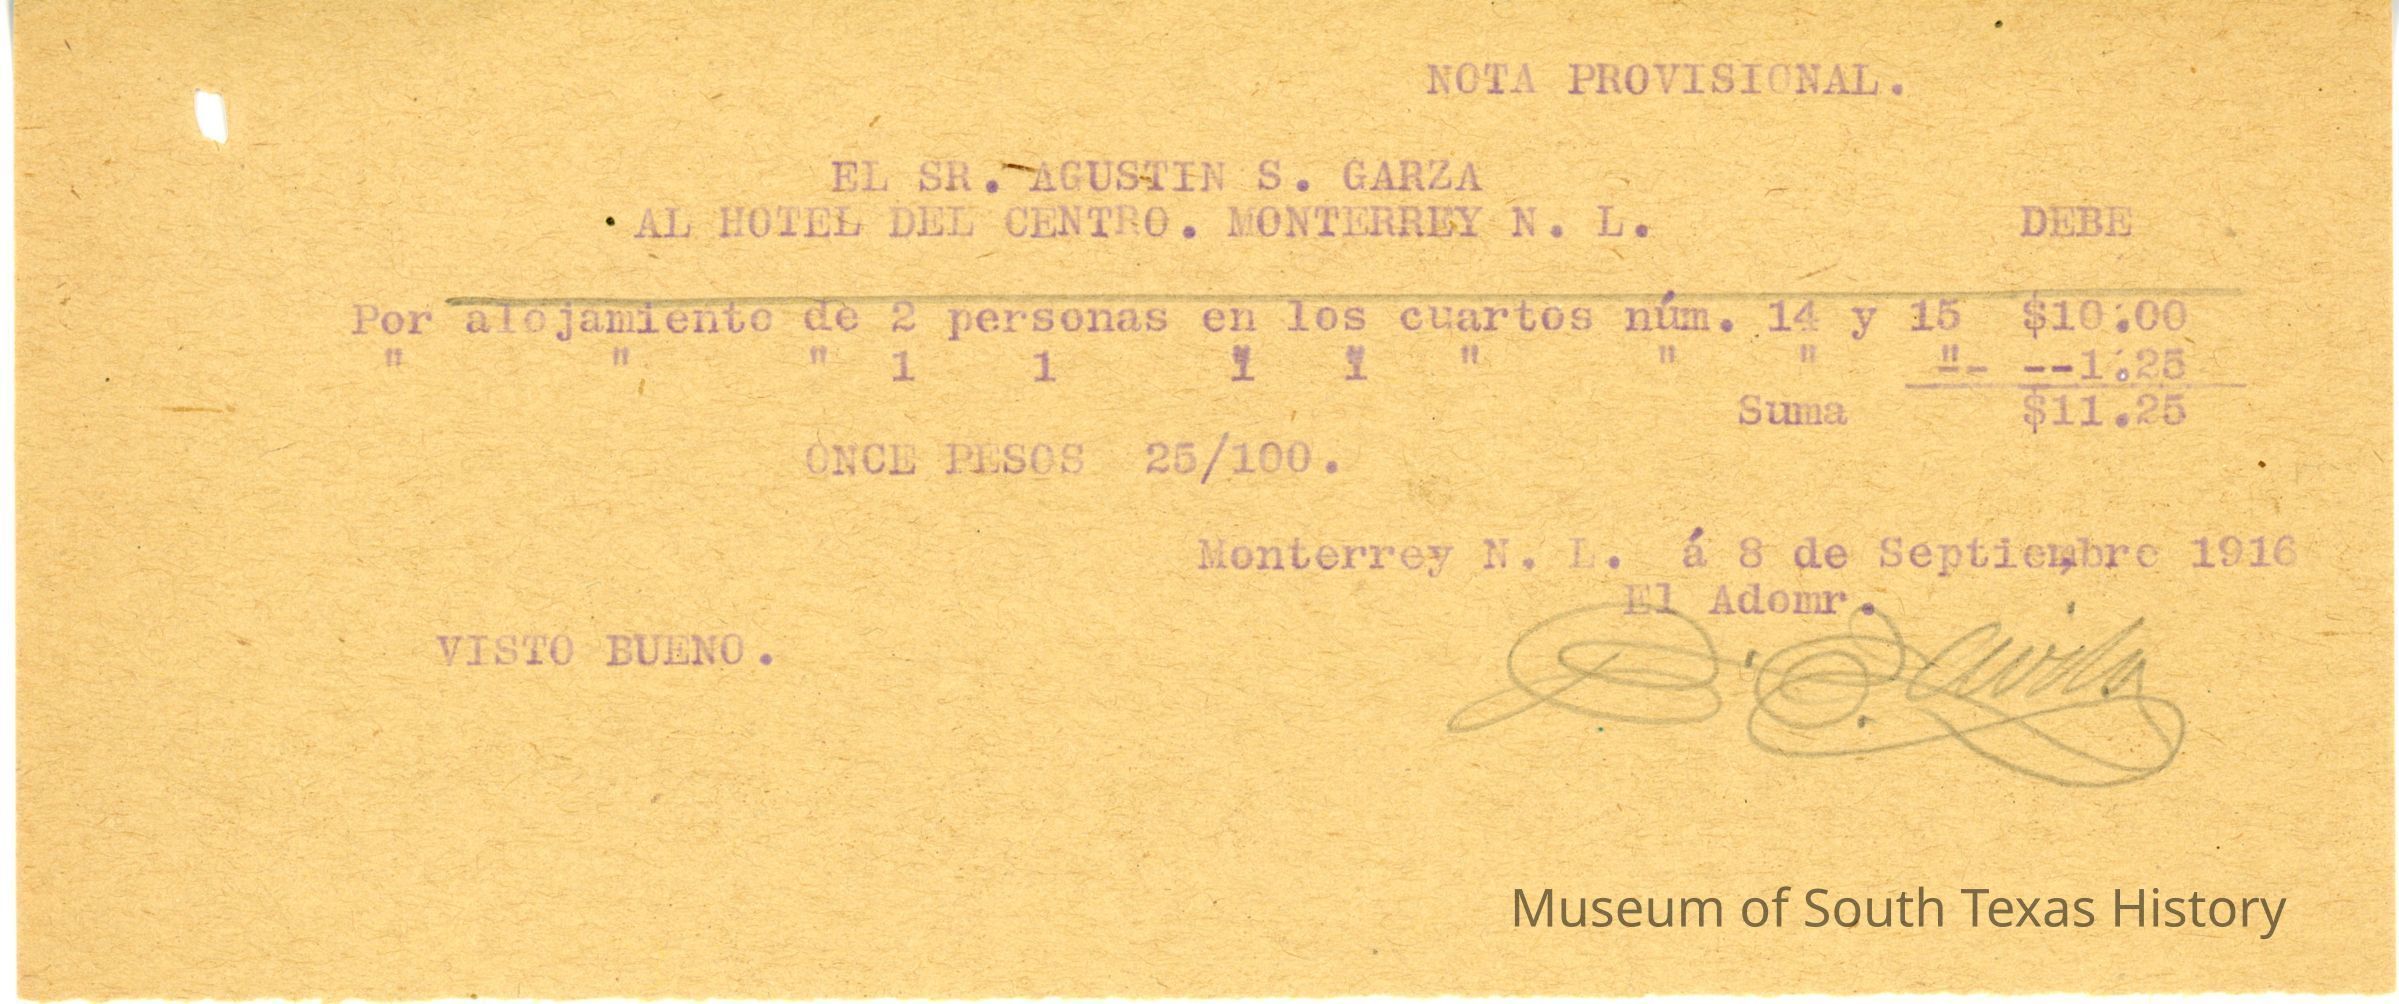 NOTA PROVISIONAL.
EL SR. AGUSTIN S. GARZA
AL HOTEL DEL CENTRO. MONTERREY N. L. DEBE
Por alojamiento de 2 personas en los cuartos núm. 14 y 15 $10.00
" " " 1 1 " " " " " "- --1.25
Suma $11.25
ONCE PESOS 25/100.
Monterrey N. L. á 8 de Septiembre 1916
El Adomr.
VISTO BUENO.
Museum of South Texas History